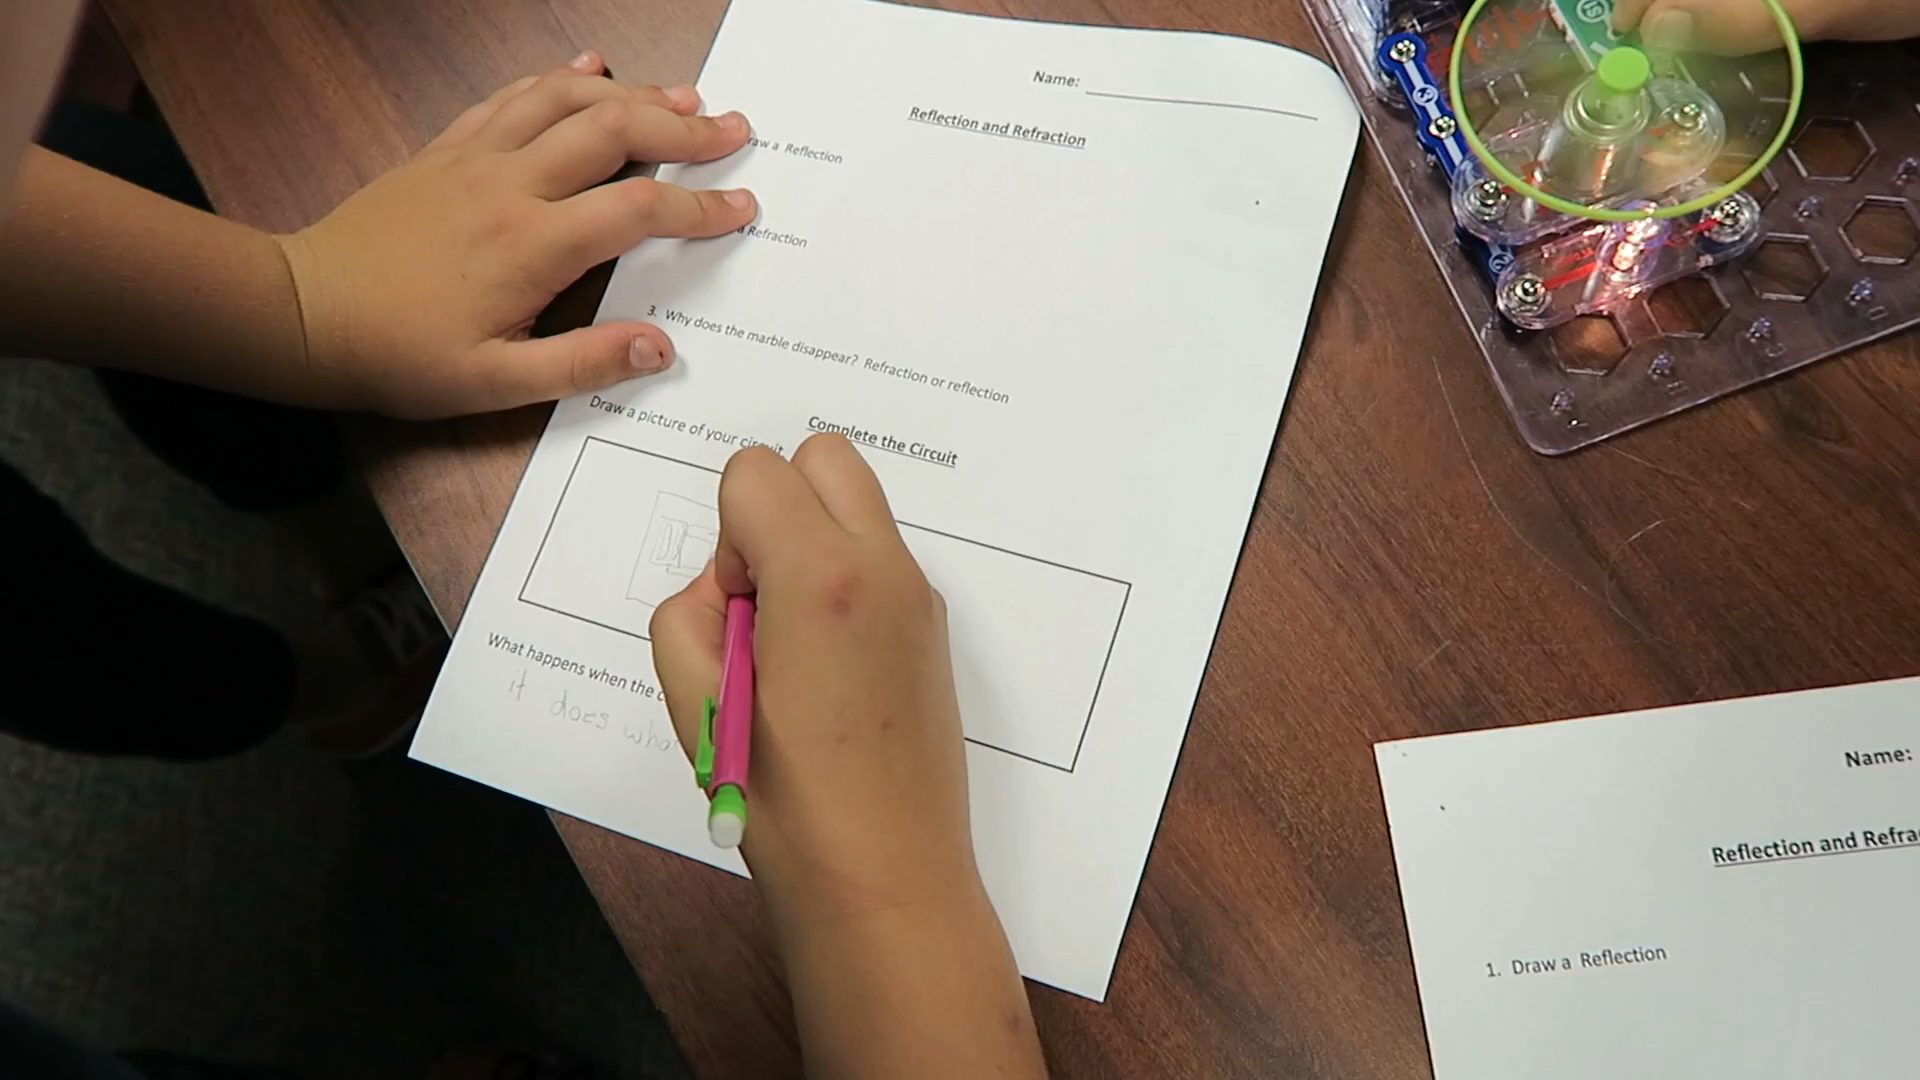 Name:
Reflection and Refraction
raw a Reflection
a Refraction
3. Why does the marble disappear? Refraction or reflection
Complete the Circuit
Draw a picture of your circuit
What happens when the
it does
Name:
Reflection and Refra
1. Draw a Reflection